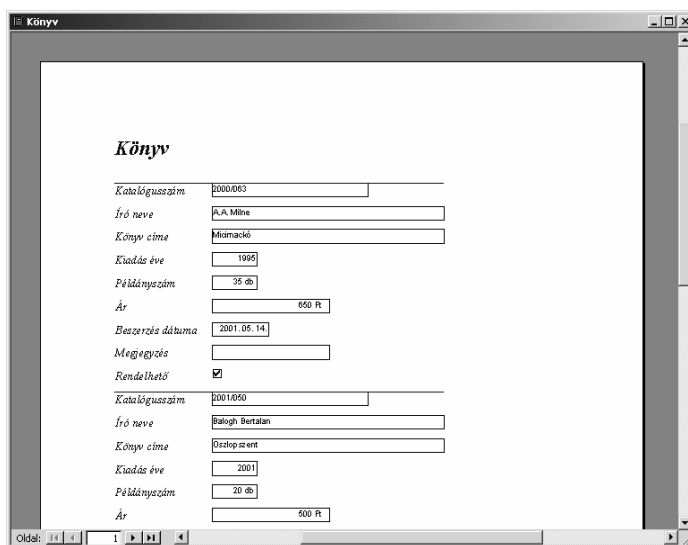 Könyv
Könyv
Katalógusszám 2000/063
Író neve A.A. Milne
Könyv címe Micimackó
Kiadás éve 1995
Példányszám 35 db
Ár 650 Ft
Beszerzés dátuma 2001. 05. 14.
Megjegyzés
Rendelhető
Katalógusszám 2001/050
Író neve Balogh Bertalan
Könyv címe Oszlopszent
Kiadás éve 2001
Példányszám 20 db
Ár 500 Ft
Oldal: 1